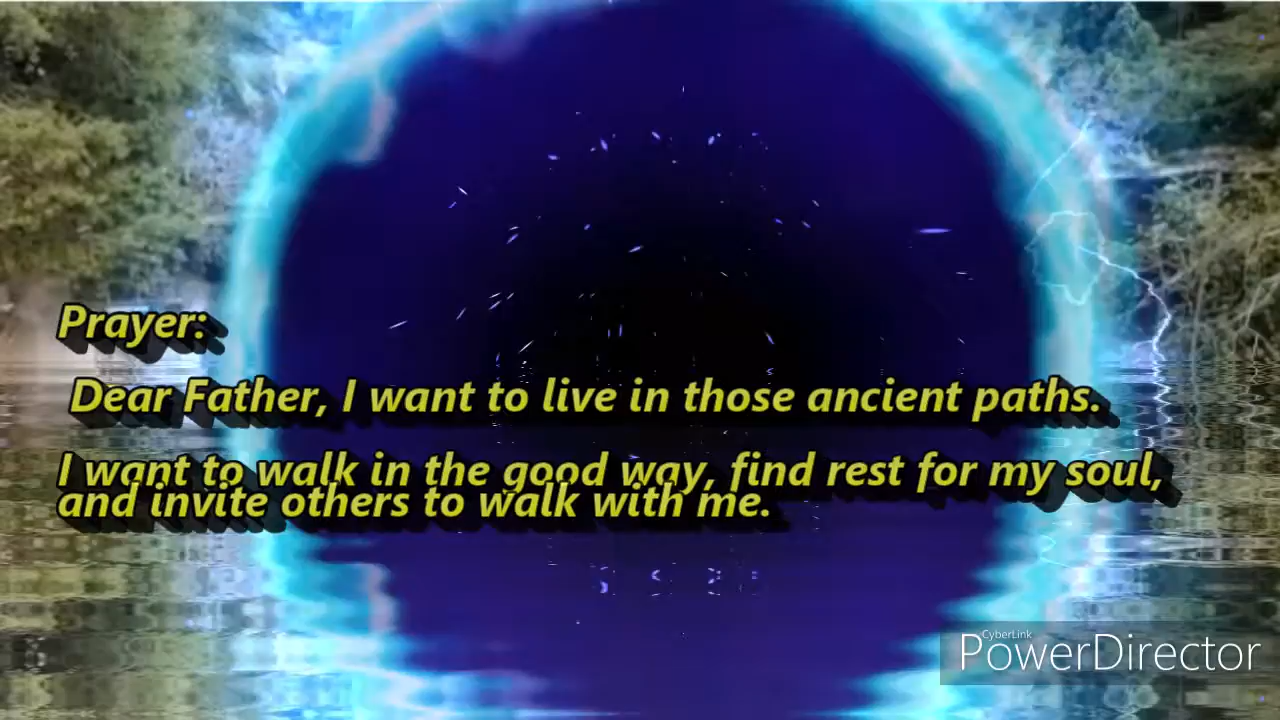 Prayer:
Dear Father, I want to live in those ancient paths.
I want to walk in the good way, find rest for my soul,
and invite others to walk with me.
CyberLink
PowerDirector